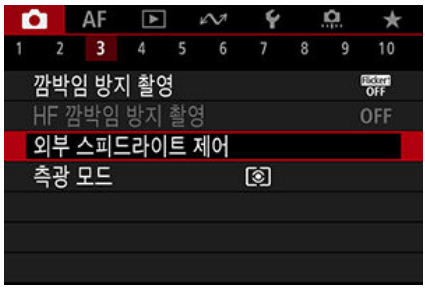 AF
1 2 3 4 5 6 7 8 9 10
깜박임 방지 촬영 Flicker! OFF
HF 깜박임 방지 촬영 OFF
외부 스피드라이트 제어
측광 모드